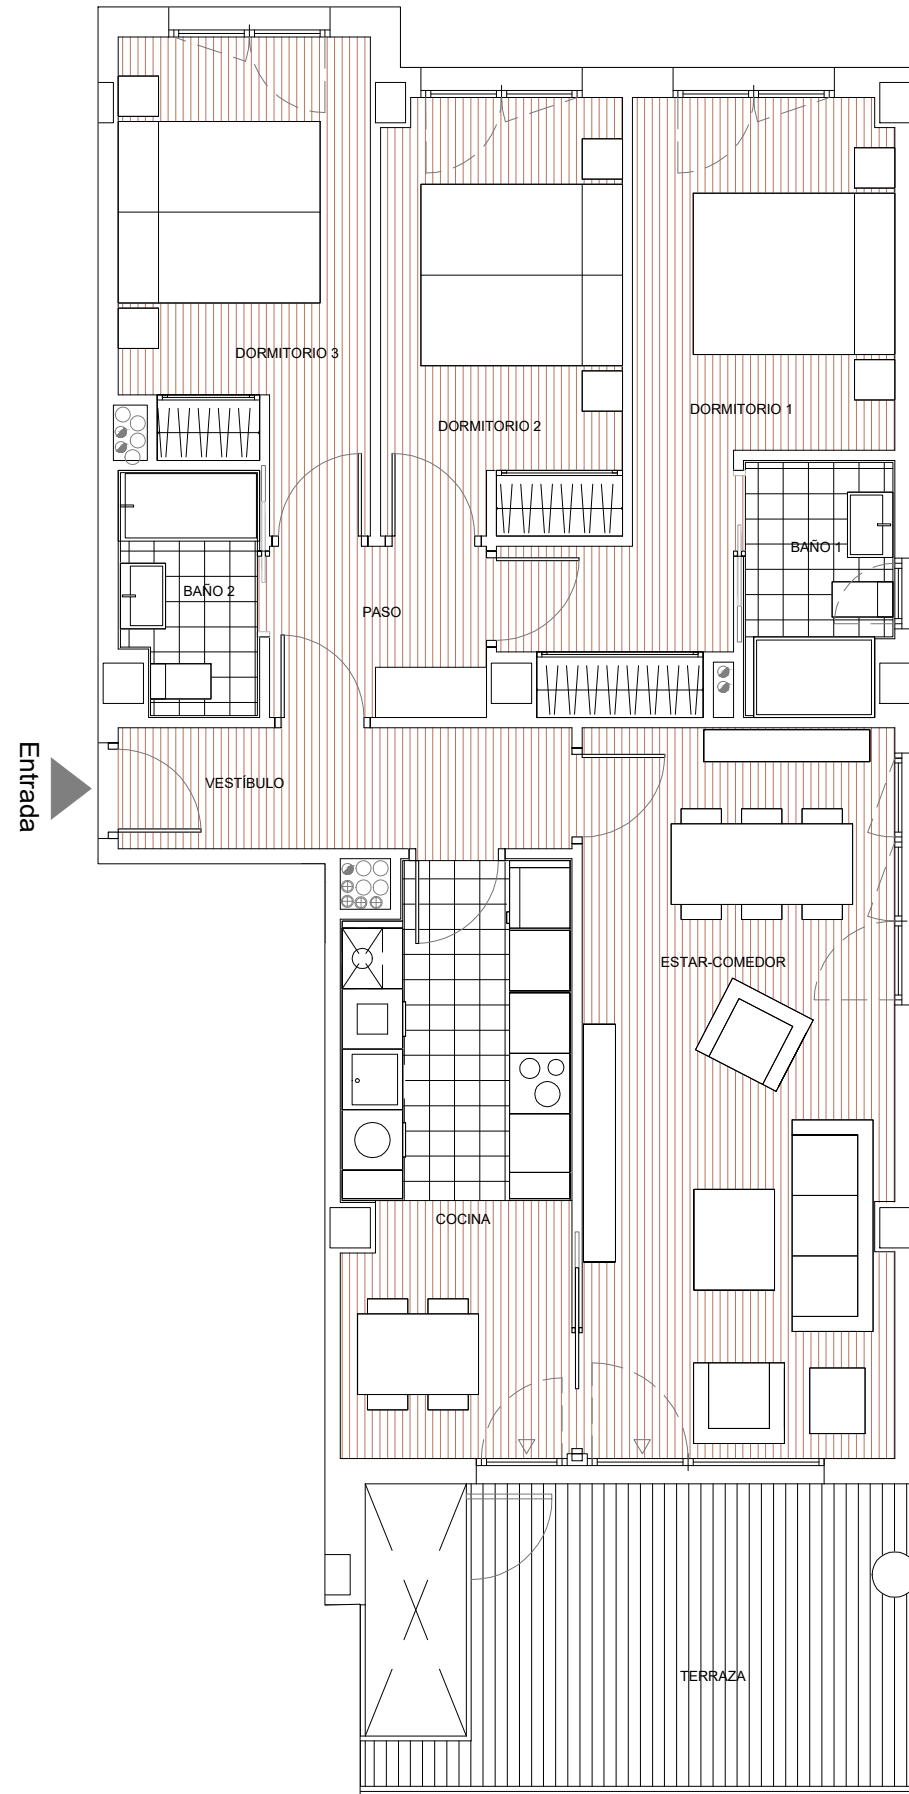 DORMITORIO 3
DORMITORIO 2
DORMITORIO 1
BAÑO 2
PASO
BAÑO 1
Entrada
VESTÍBULO
ESTAR-COMEDOR
COCINA
TERRAZA